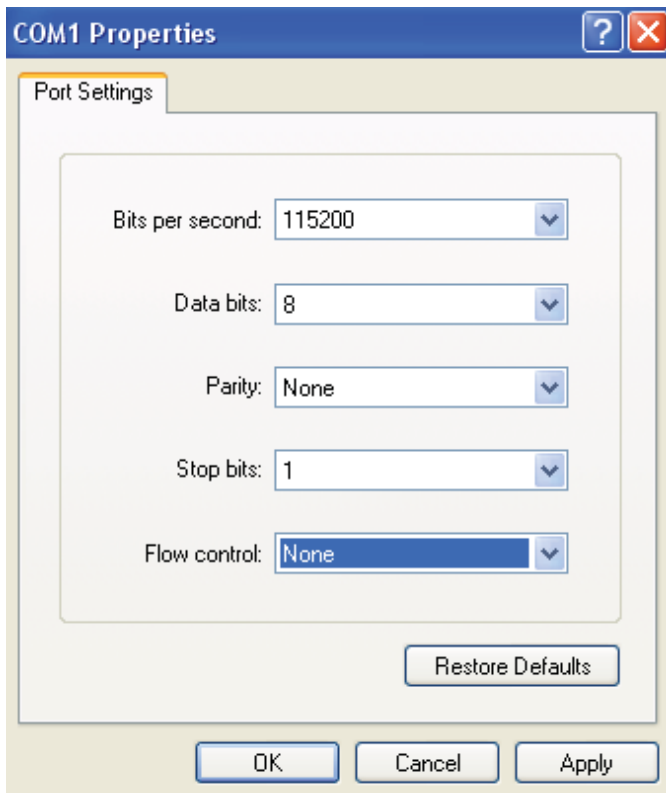 COM1 Properties
Port Settings
Bits per second: 115200
Data bits: 8
Parity: None
Stop bits: 1
Flow control: None
Restore Defaults
OK Cancel Apply